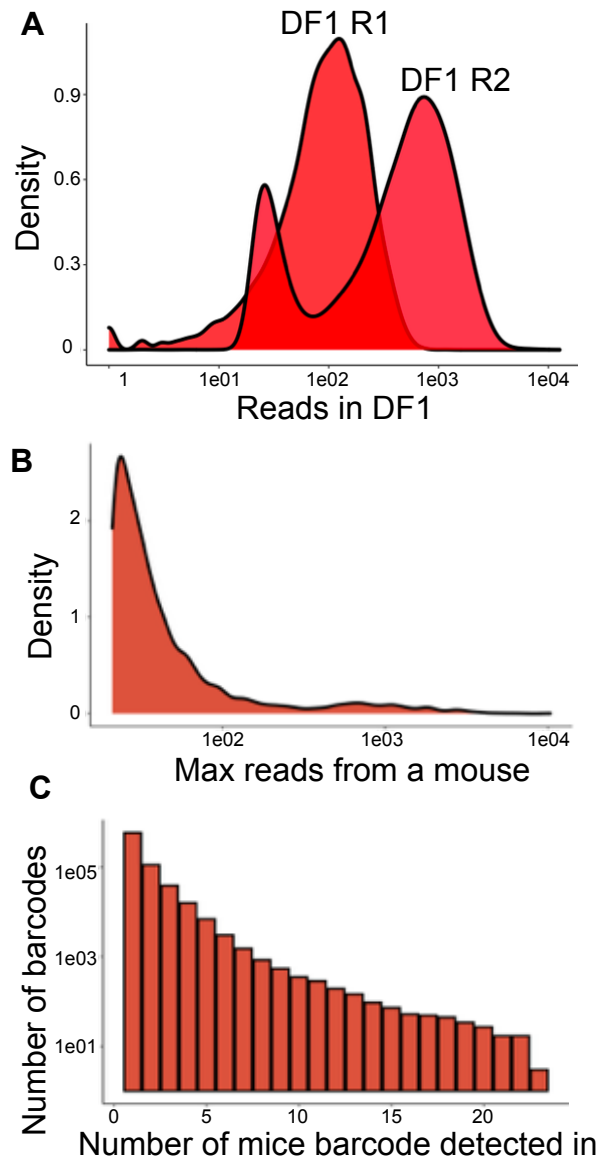 A
DF1 R1
DF1 R2
0.9
0.6
0.3
0
Density
1 1e01 1e02 1e03 1e04
Reads in DF1
B
2
1
0
Density
1e02 1e03 1e04
Max reads from a mouse
C
1e05
1e03
1e01
Number of barcodes
0 5 10 15 20
Number of mice barcode detected in